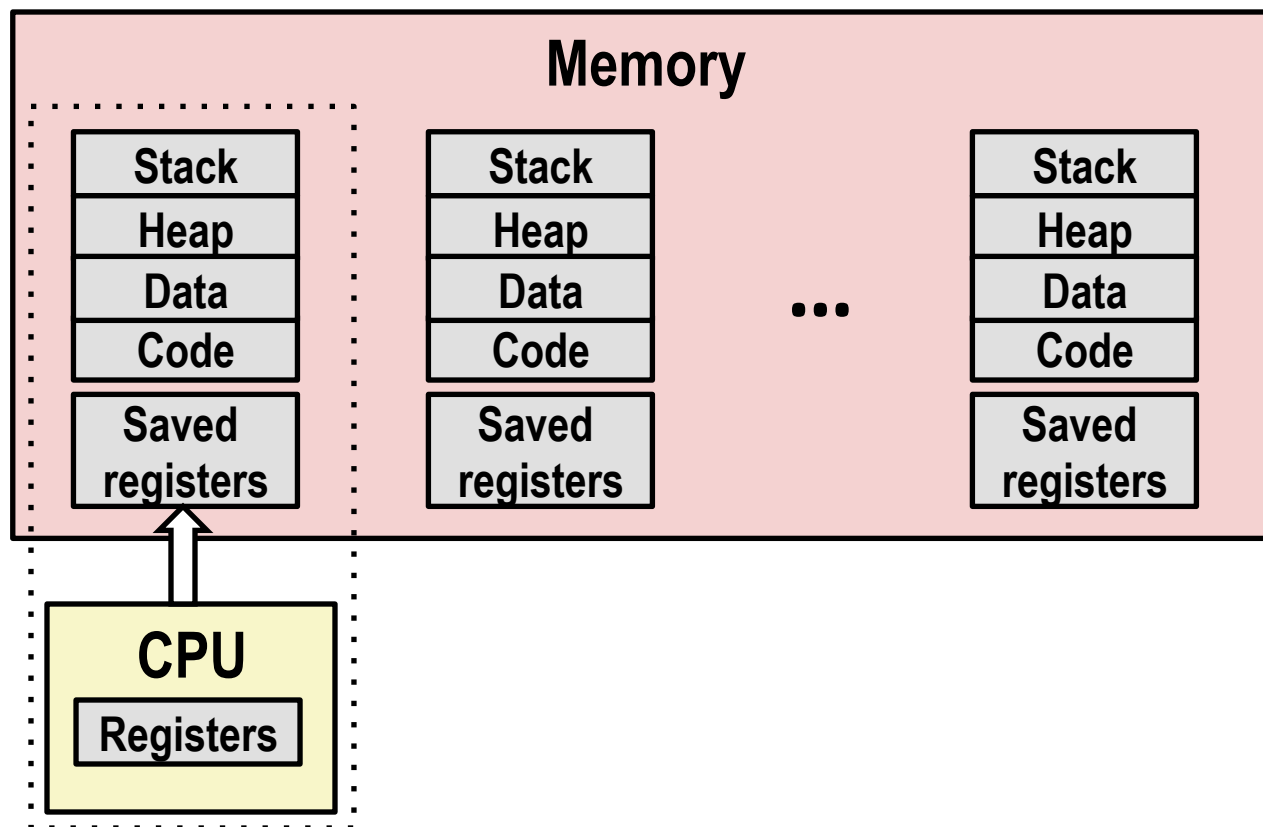 Memory
Stack
Heap
Data
Code
Saved
registers
Stack
Heap
Data
Code
Saved
registers
...
Stack
Heap
Data
Code
Saved
registers
CPU
Registers